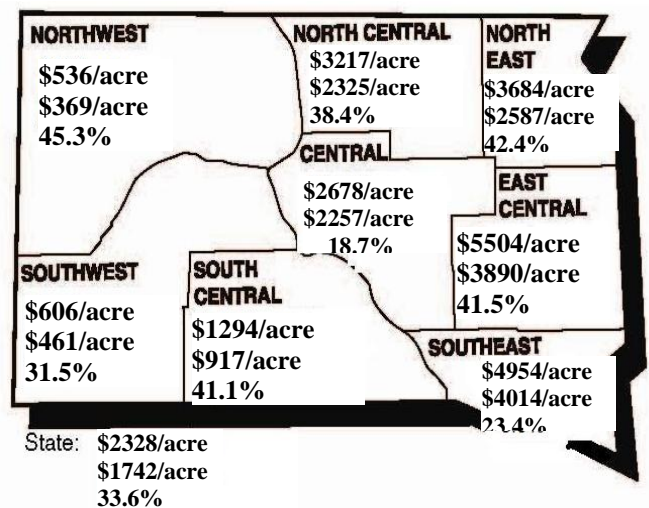 NORTHWEST
$536/acre
$369/acre
45.3%
NORTH CENTRAL
$3217/acre
$2325/acre
38.4%
NORTH
EAST
$3684/acre
$2587/acre
42.4%
CENTRAL
$2678/acre
$2257/acre
18.7%
EAST
CENTRAL
$5504/acre
$3890/acre
41.5%
SOUTHWEST
$606/acre
$461/acre
31.5%
SOUTH
CENTRAL
$1294/acre
$917/acre
41.1%
SOUTHEAST
$4954/acre
$4014/acre
23.4%
State: $2328/acre
$1742/acre
33.6%